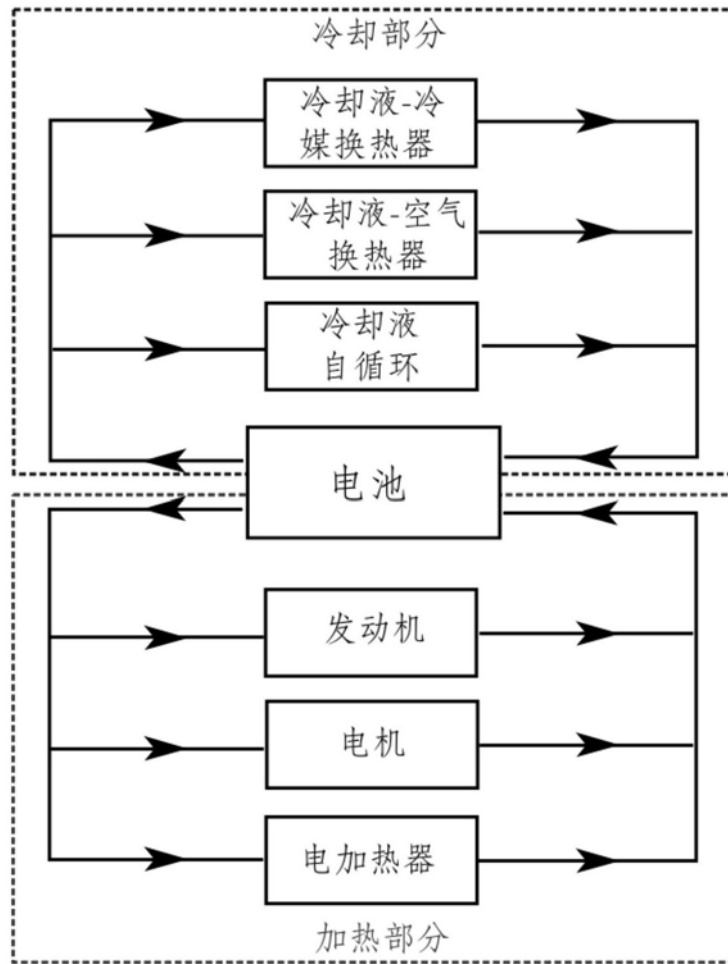 冷却部分
冷却液-冷
媒换热器
冷却液-空气
换热器
冷却液
自循环
电池
发动机
电机
电加热器
加热部分